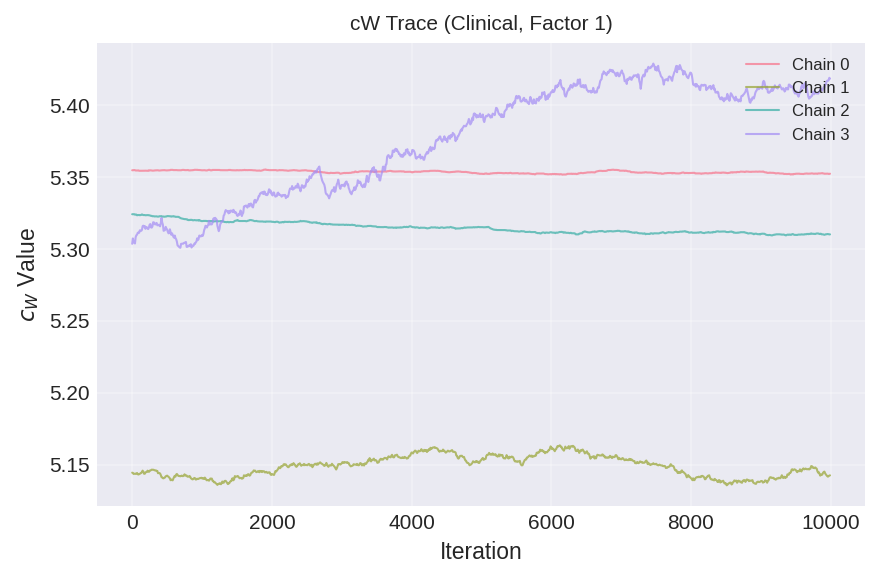 cW Trace (Clinical, Factor 1)
Chain 0
Chain 1
Chain 2
Chain 3
5.40
5.35
5.30
5.25
5.20
5.15
c_W Value
0 2000 4000 6000 8000 10000
Iteration